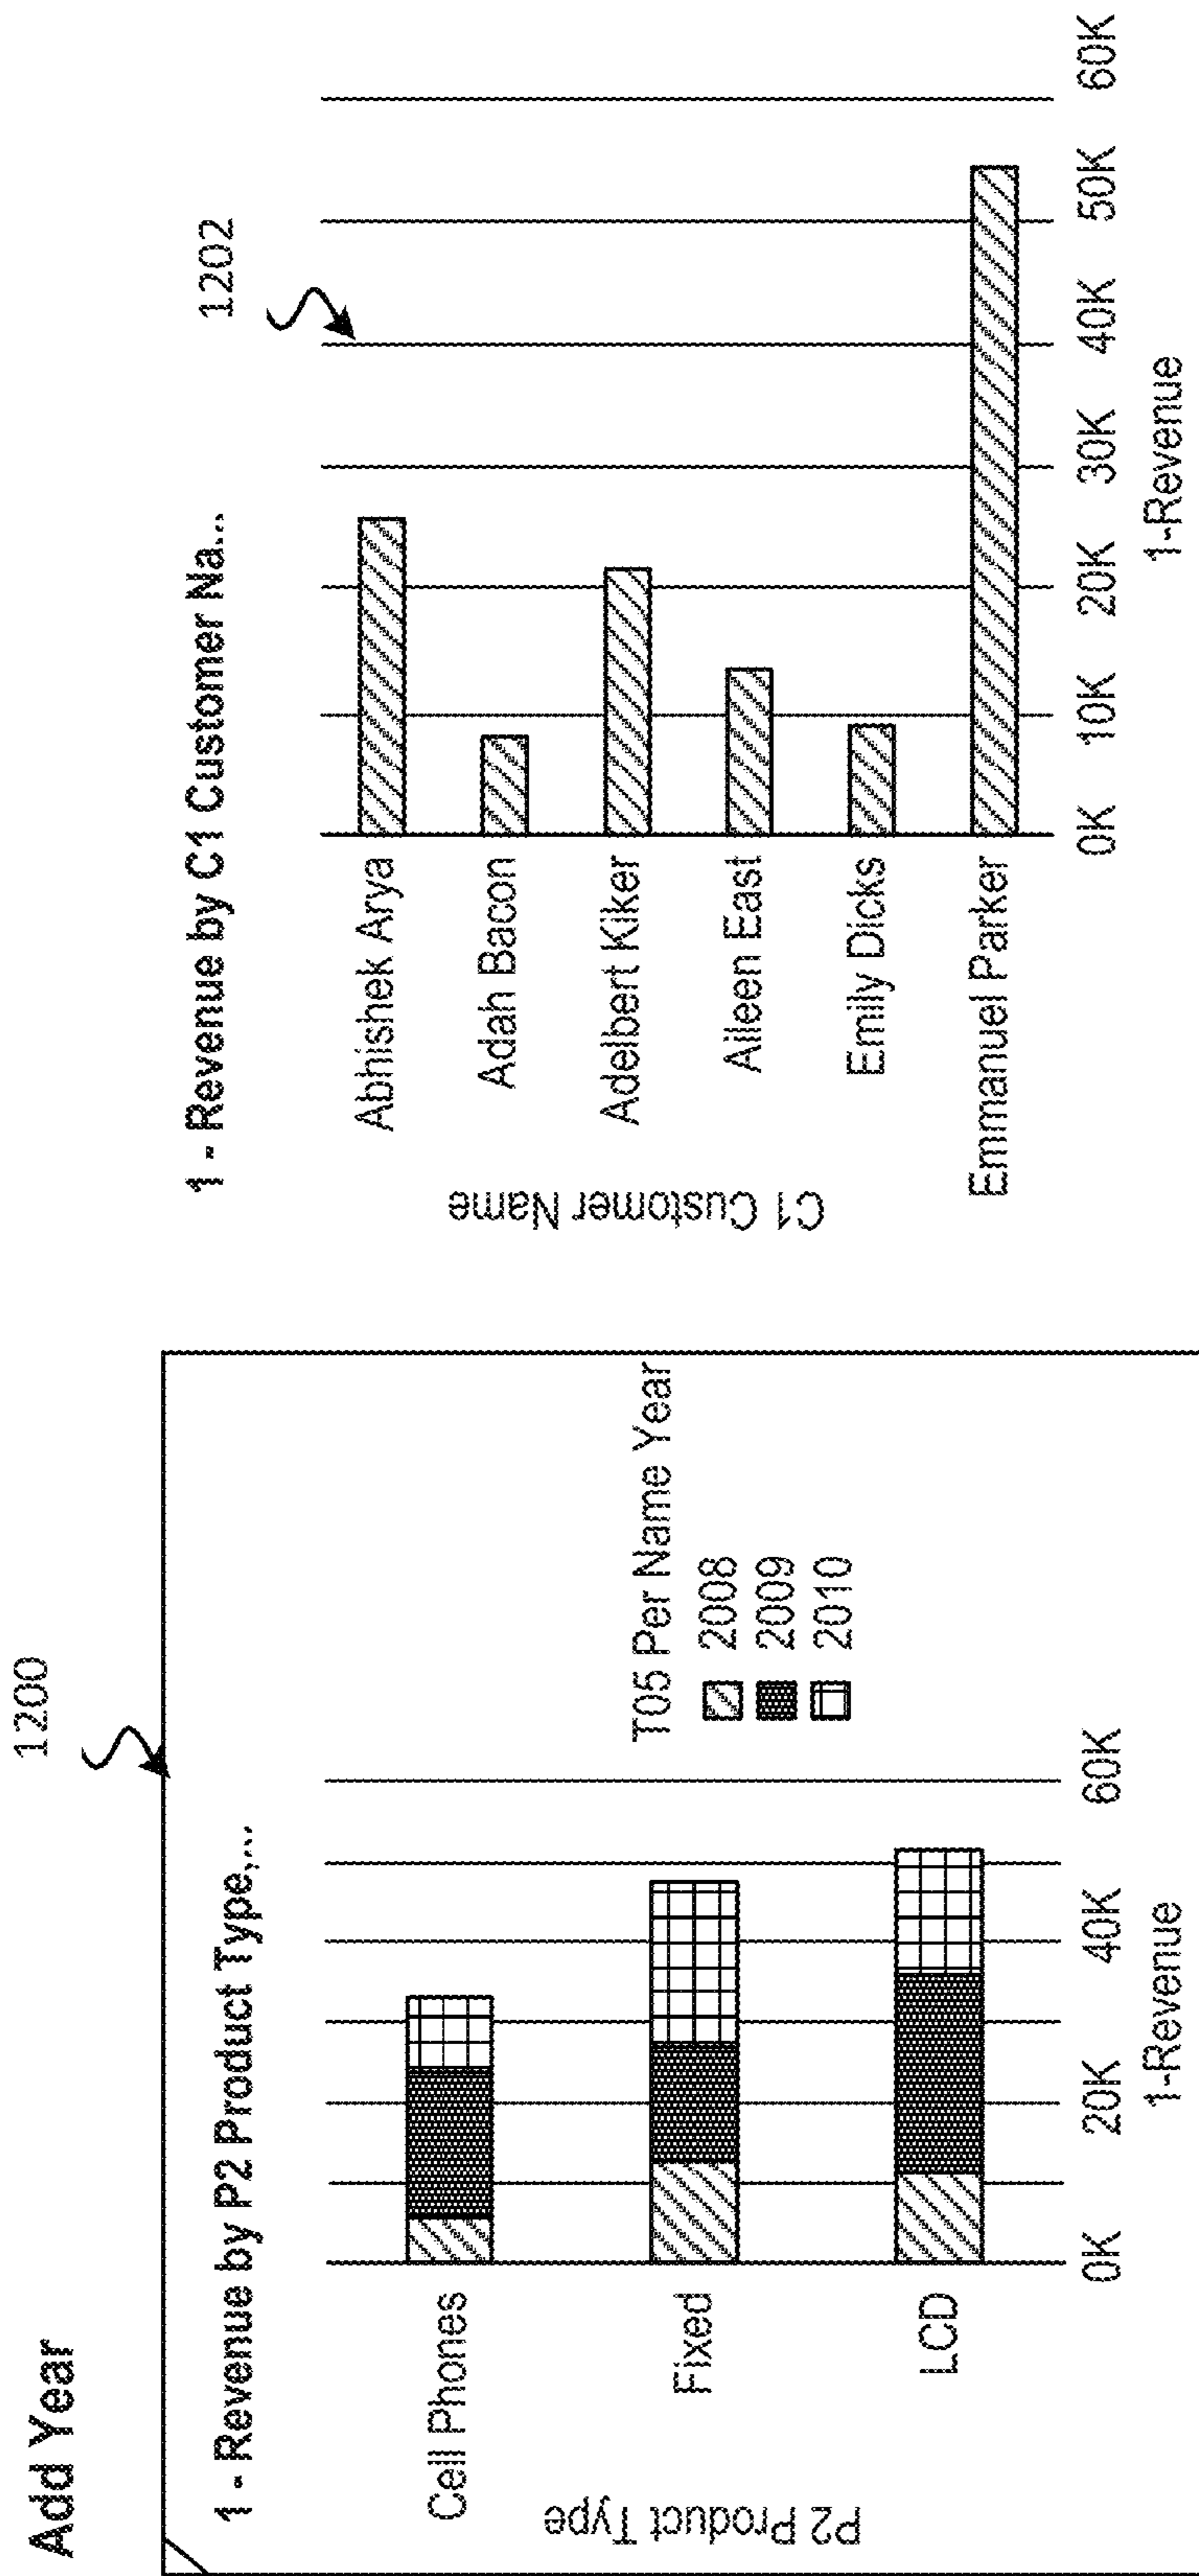 Add Year
1200
1 - Revenue by P2 Product Type,...
P2 Product Type
Cell Phones
Fixed
LCD
0K 20K 40K 60K
1-Revenue
T05 Per Name Year
2008
2009
2010
1202
1 - Revenue by C1 Customer Na...
C1 Customer Name
Abhishek Arya
Adah Bacon
Adelbert Kiker
Aileen East
Emily Dicks
Emmanuel Parker
0K 10K 20K 30K 40K 50K 60K
1-Revenue